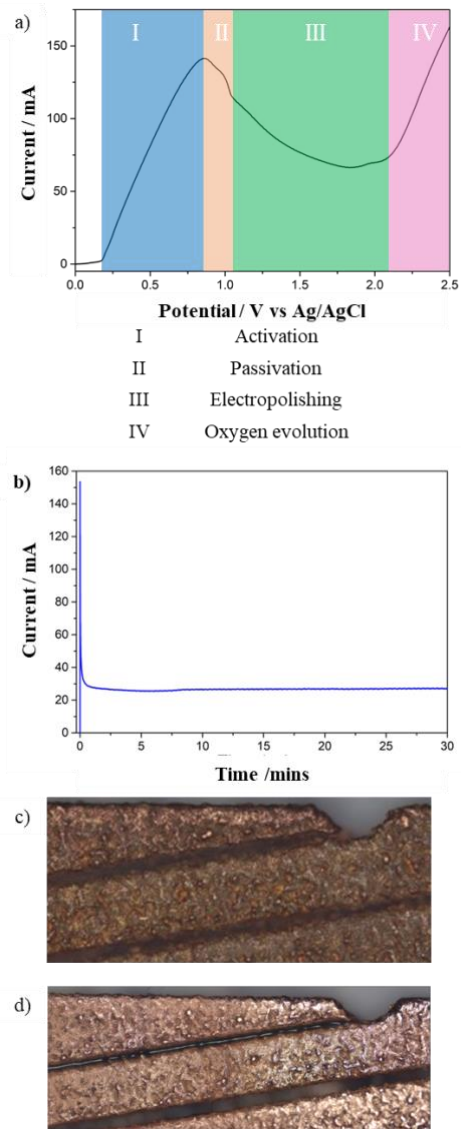 a)
I II III IV
150
100
50
0
Current / mA
0.0 0.5 1.0 1.5 2.0 2.5
Potential / V vs Ag/AgCl
I Activation
II Passivation
III Electropolishing
IV Oxygen evolution
b)
160
140
120
100
80
60
40
20
0
Current / mA
0 5 10 15 20 25 30
Time /mins
c)
d)